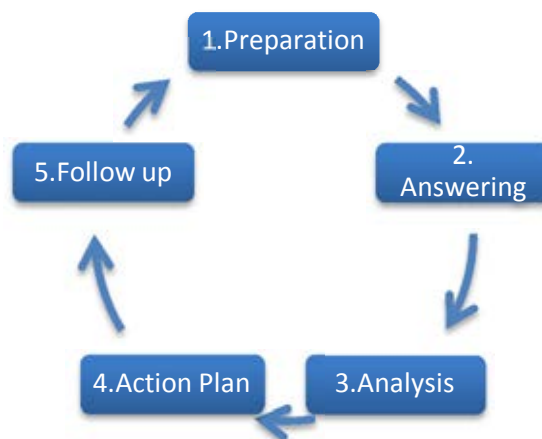 1.Preparation
2.
Answering
3.Analysis
4.Action Plan
5.Follow up